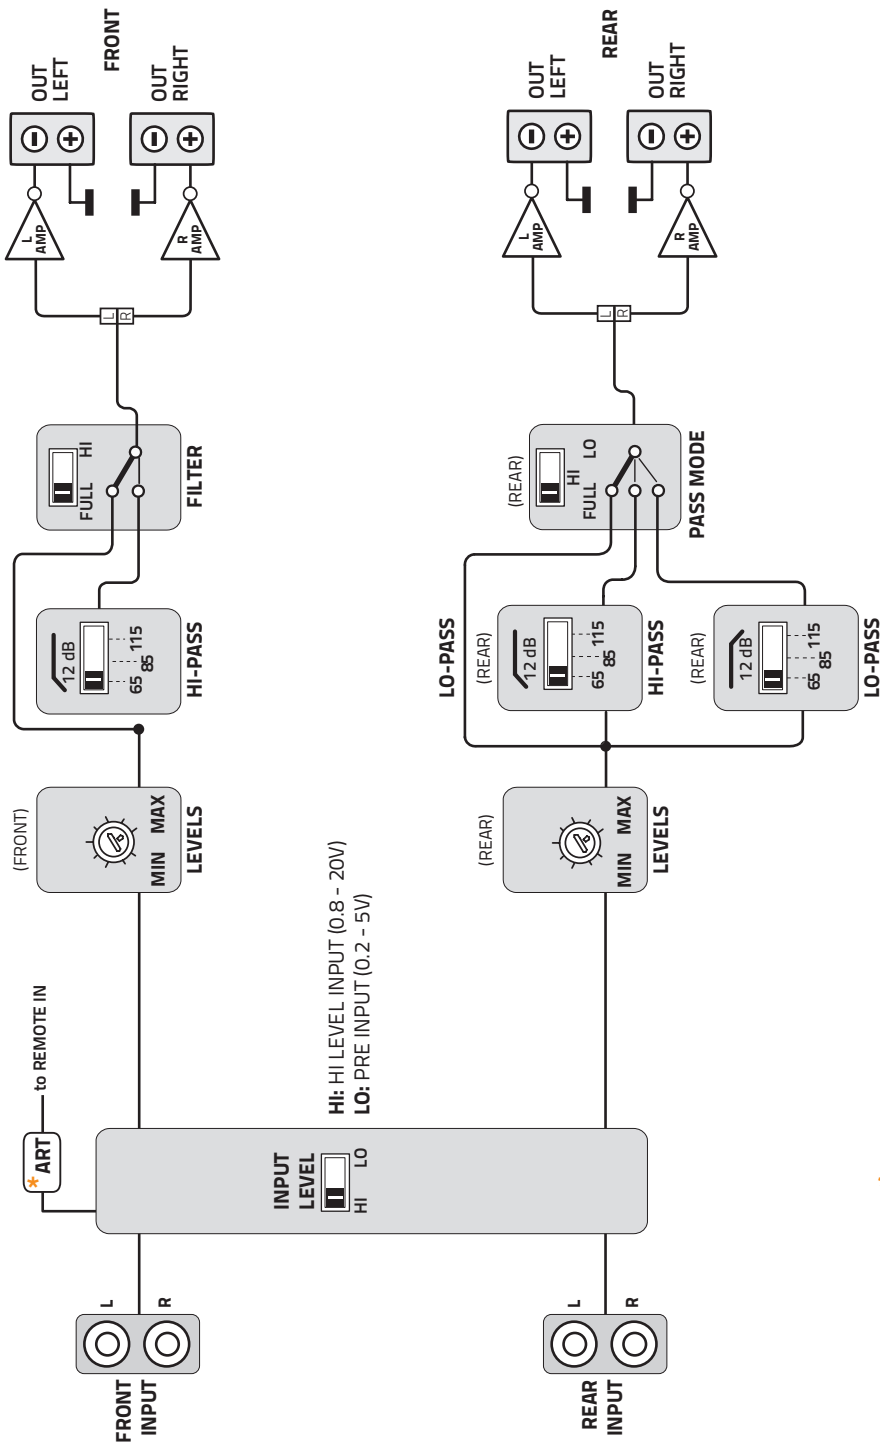 FRONT
INPUT
L
R
* ART
to REMOTE IN
INPUT
LEVEL
HI
LO
HI: HI LEVEL INPUT (0.8 - 20V)
LO: PRE INPUT (0.2 - 5V)
(FRONT)
MIN
MAX
LEVELS
12 dB
65
85
115
HI-PASS
FULL
HI
FILTER
L
R
L
AMP
R
AMP
OUT
LEFT
OUT
RIGHT
FRONT
REAR
INPUT
L
R
(REAR)
MIN
MAX
LEVELS
LO-PASS
(REAR)
12 dB
65
85
115
HI-PASS
(REAR)
12 dB
65
85
115
LO-PASS
(REAR)
FULL
HI
LO
PASS MODE
L
R
L
AMP
R
AMP
OUT
LEFT
OUT
RIGHT
REAR